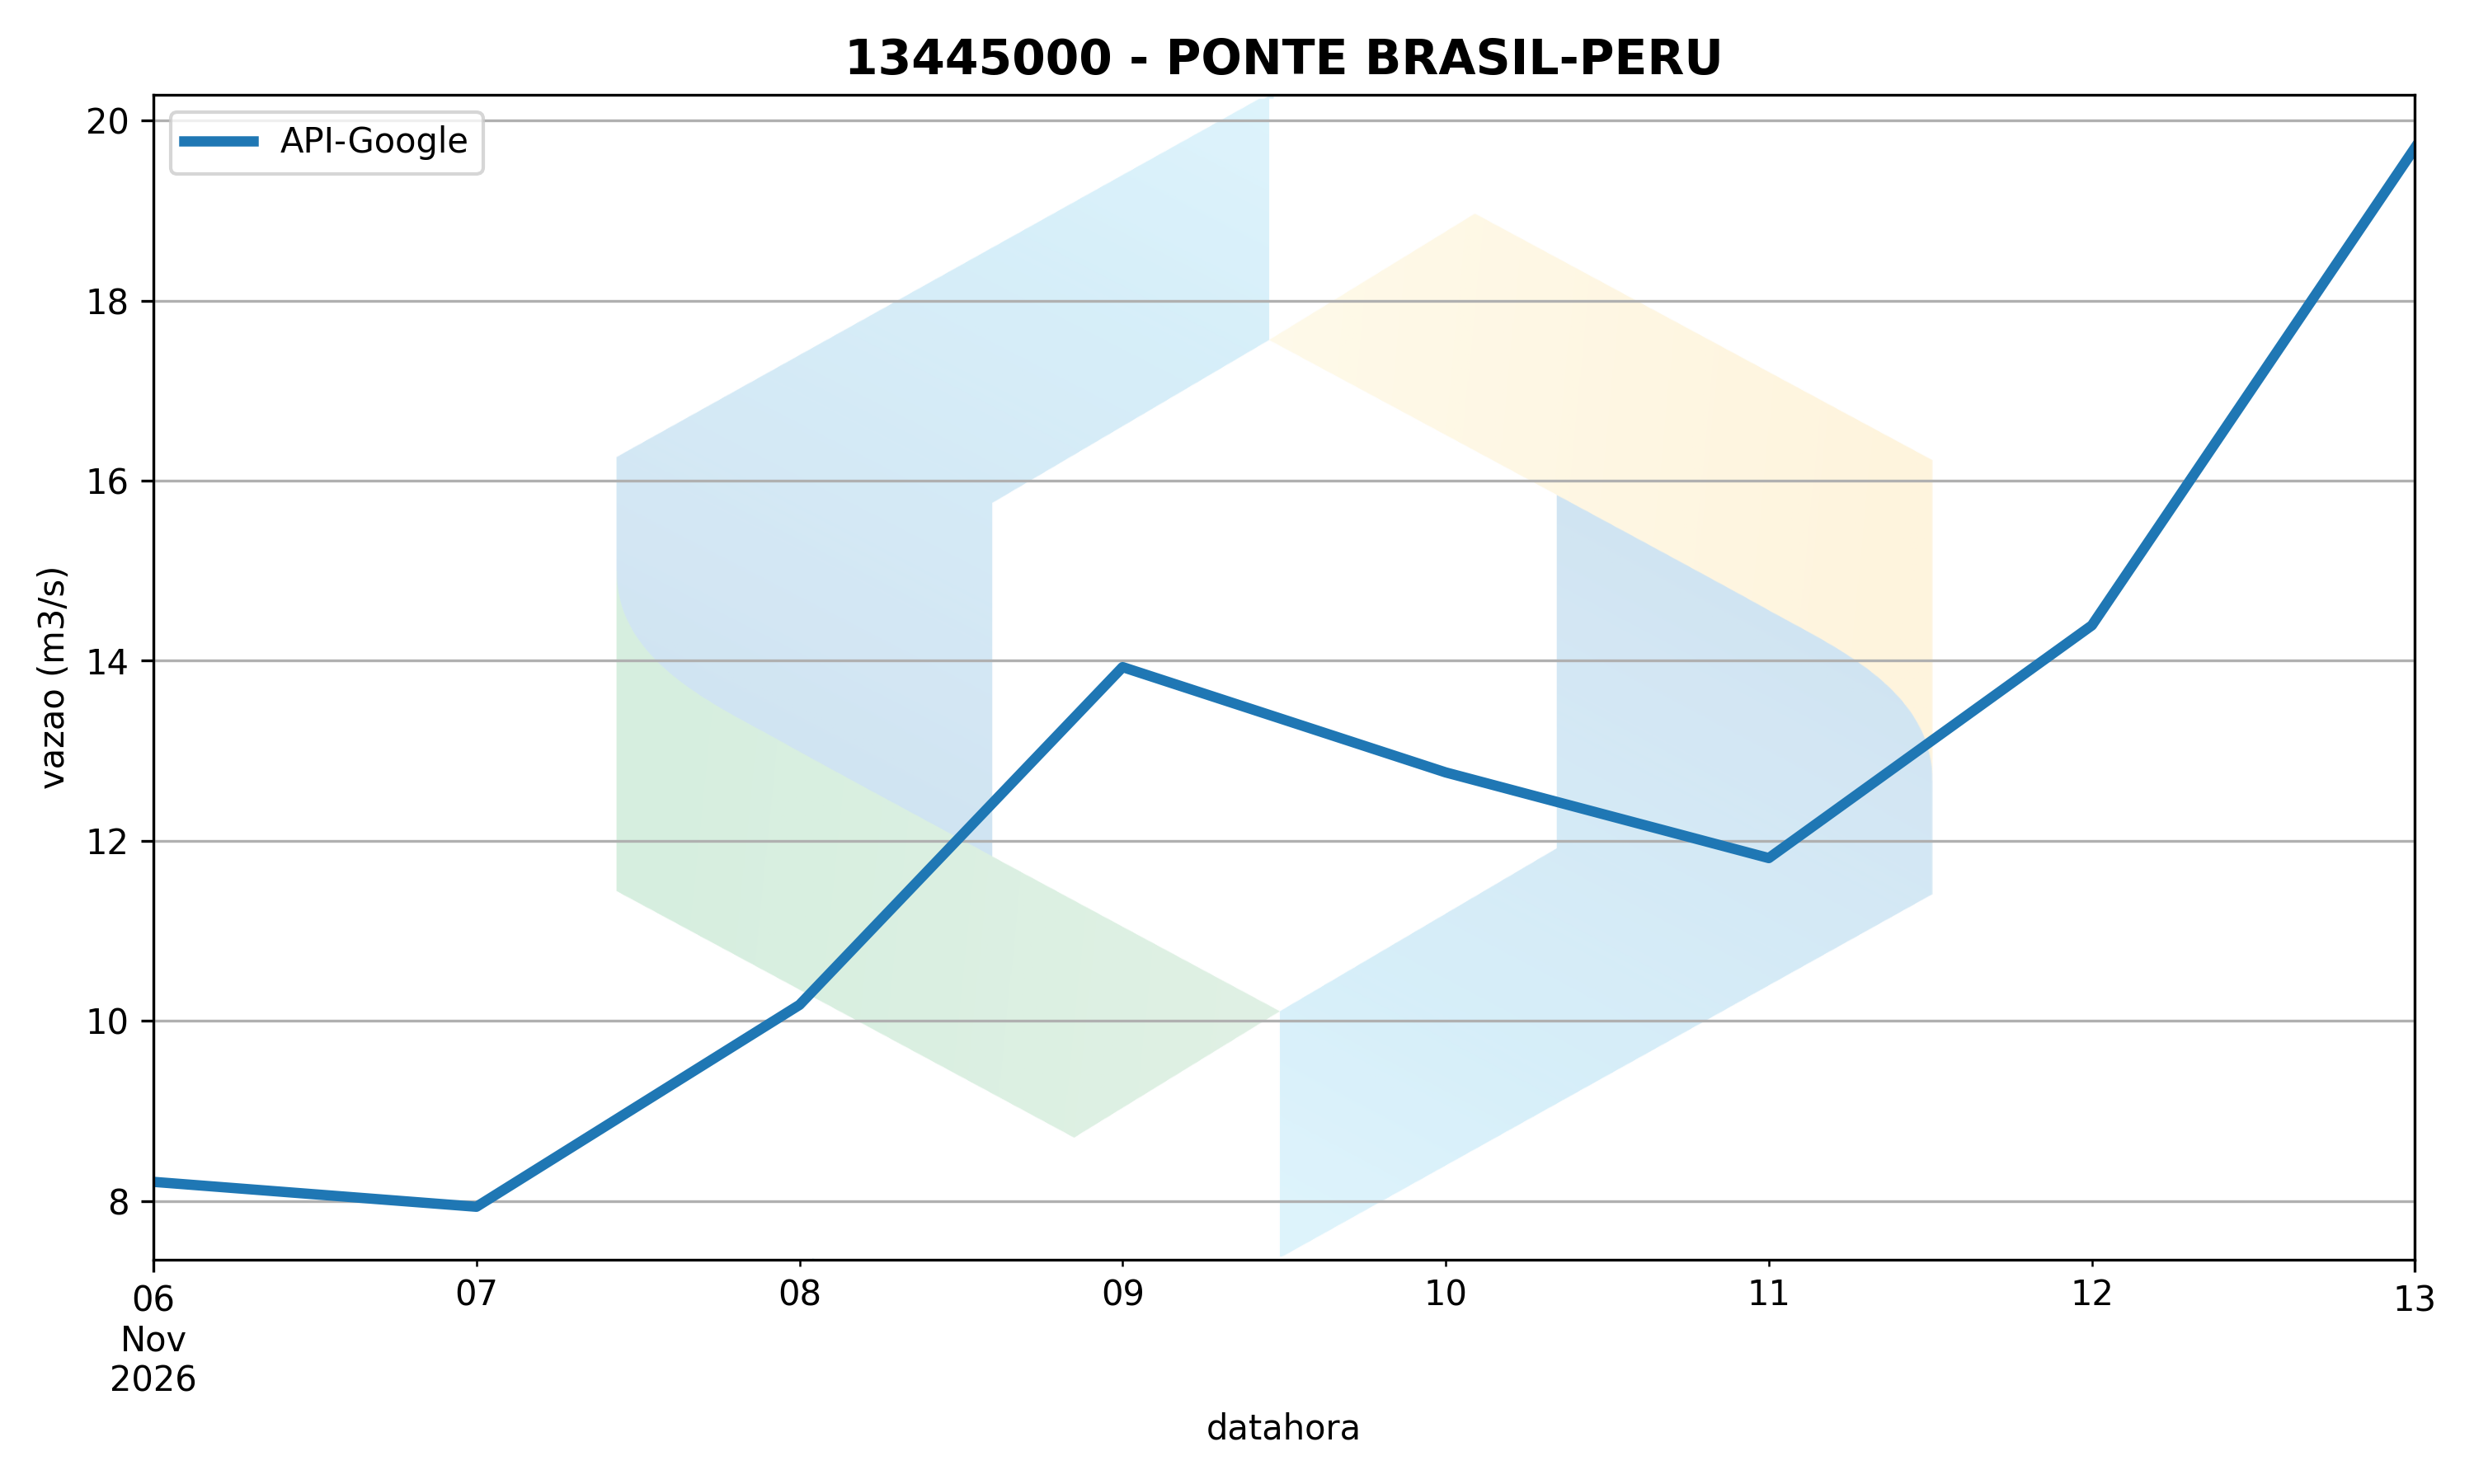 13445000 - PONTE BRASIL-PERU
API-Google
20
18
16
14
12
10
8
vazao (m3/s)
06 07 08 09 10 11 12 13
Nov
2026
datahora